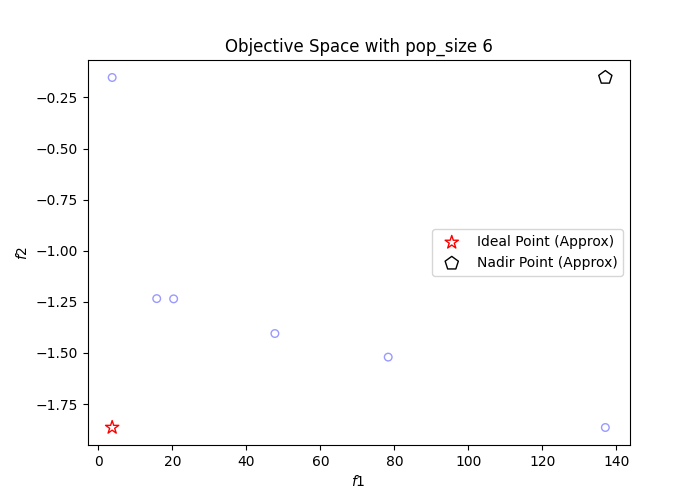 Objective Space with pop_size 6
−0.25
−0.50
−0.75
−1.00
−1.25
−1.50
−1.75
f2
Ideal Point (Approx)
Nadir Point (Approx)
0 20 40 60 80 100 120 140
f1